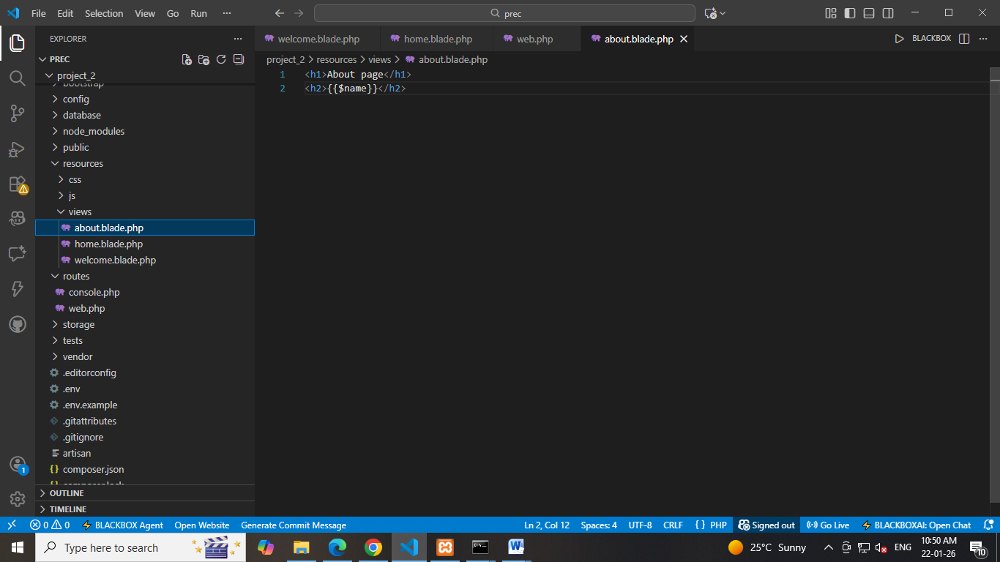 File Edit Selection View Go Run ···
prec
EXPLORER ···
PREC
project_2
bootstrap
config
database
node_modules
public
resources
css
js
views
about.blade.php
home.blade.php
welcome.blade.php
routes
console.php
web.php
storage
tests
vendor
.editorconfig
.env
.env.example
.gitattributes
.gitignore
artisan
{} composer.json
{} composer.lock
OUTLINE
TIMELINE
welcome.blade.php home.blade.php web.php about.blade.php
BLACKBOX ···
project_2 > resources > views > about.blade.php
1 <h1>About page</h1>
2 <h2>{{$name}}</h2>
1
0 0 BLACKBOX Agent Open Website Generate Commit Message Ln 2, Col 12 Spaces: 4 UTF-8 CRLF {} PHP Signed out Go Live BLACKBOXAI: Open Chat
Type here to search
W
25°C Sunny
ENG
10:50 AM
22-01-26
10